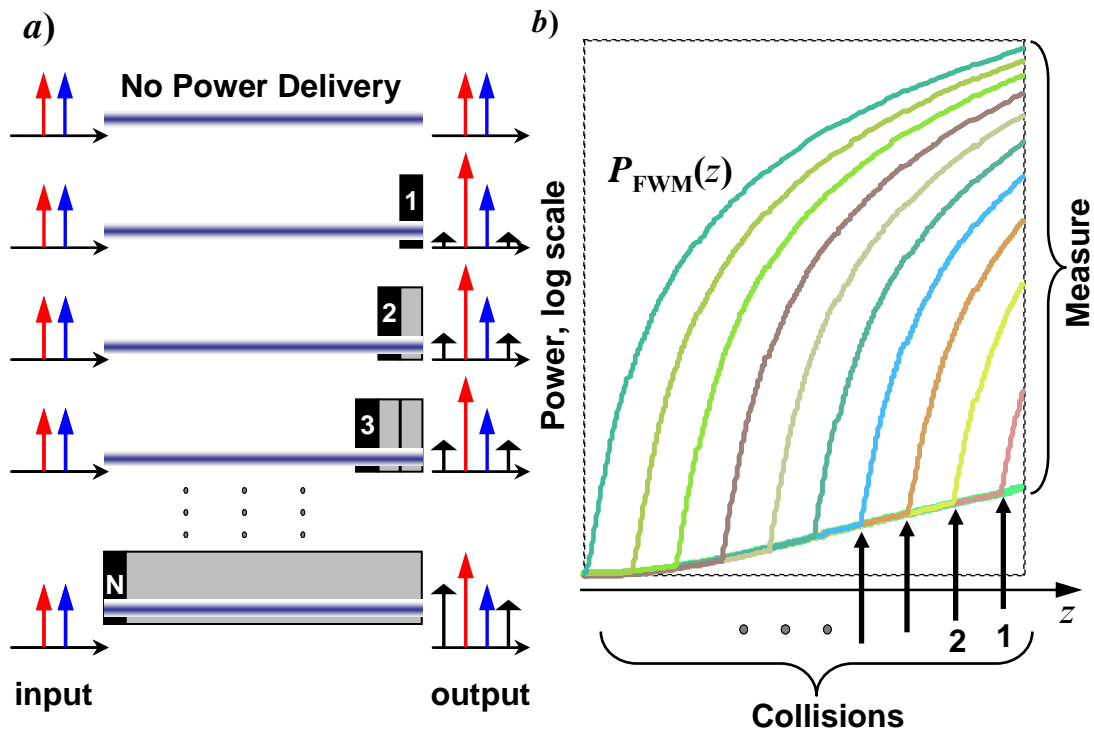 a)
No Power Delivery
1
2
3
N
input
output
b)
Power, log scale
P_FWM(z)
Measure
z
2
1
Collisions